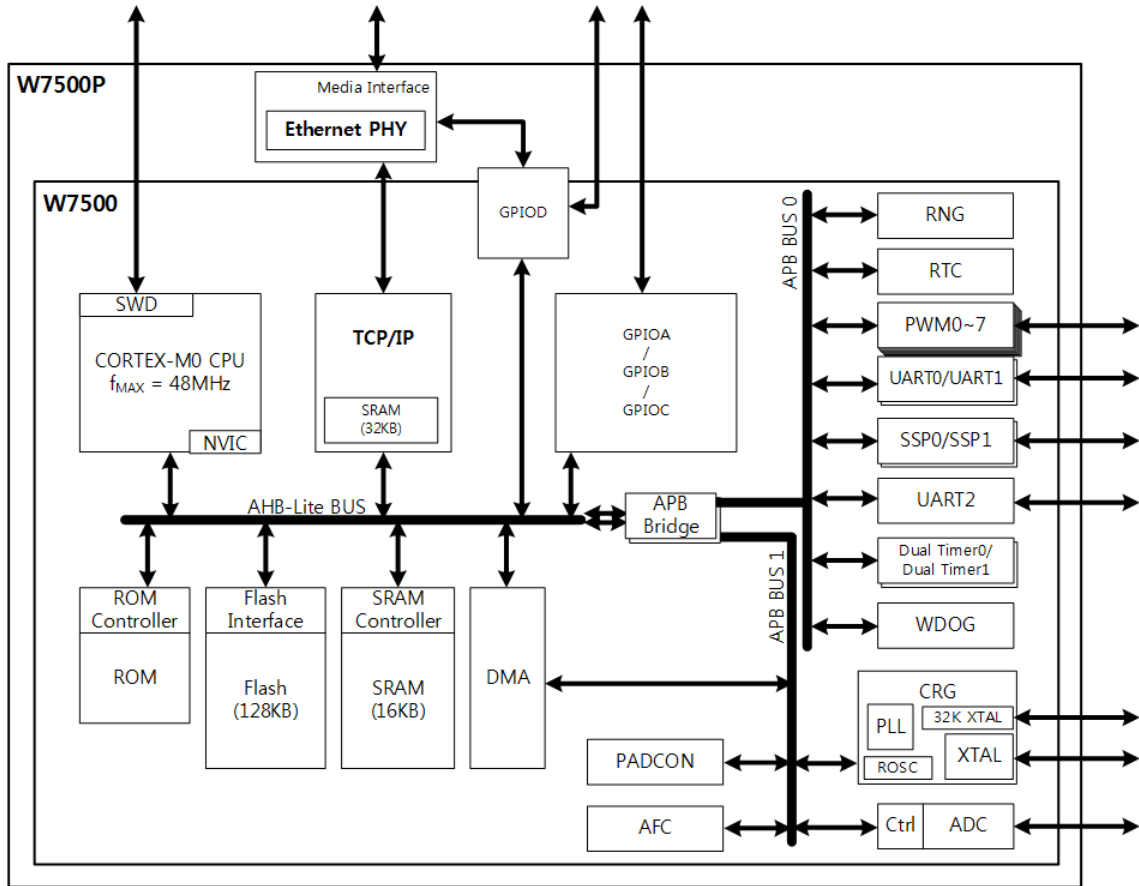 W7500P
Media Interface
Ethernet PHY
W7500
GPIOD
APB BUS 0
RNG
RTC
PWM0~7
UART0/UART1
SSP0/SSP1
UART2
Dual Timer0/
Dual Timer1
WDOG
SWD
CORTEX-M0 CPU
fMAX = 48MHz
NVIC
TCP/IP
SRAM
(32KB)
GPIOA
/
GPIOB
/
GPIOC
AHB-Lite BUS
APB
Bridge
APB BUS 1
ROM
Controller
ROM
Flash
Interface
Flash
(128KB)
SRAM
Controller
SRAM
(16KB)
DMA
PADCON
AFC
CRG
PLL
32K XTAL
ROSC
XTAL
Ctrl
ADC